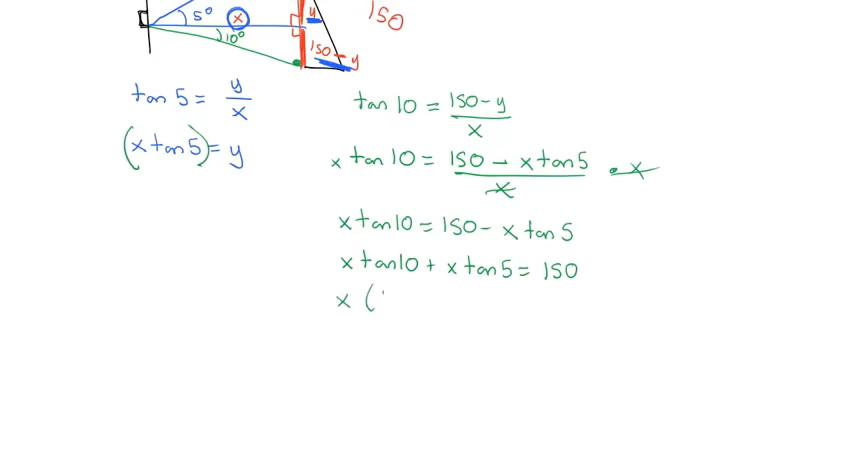 5° x y 150
10° 150 - y
tan 5 = y/x
tan 10 = 150 - y / x
(x tan 5) = y
x tan 10 = 150 - x tan 5 / x · x
x tan 10 = 150 - x tan 5
x tan 10 + x tan 5 = 150
x (